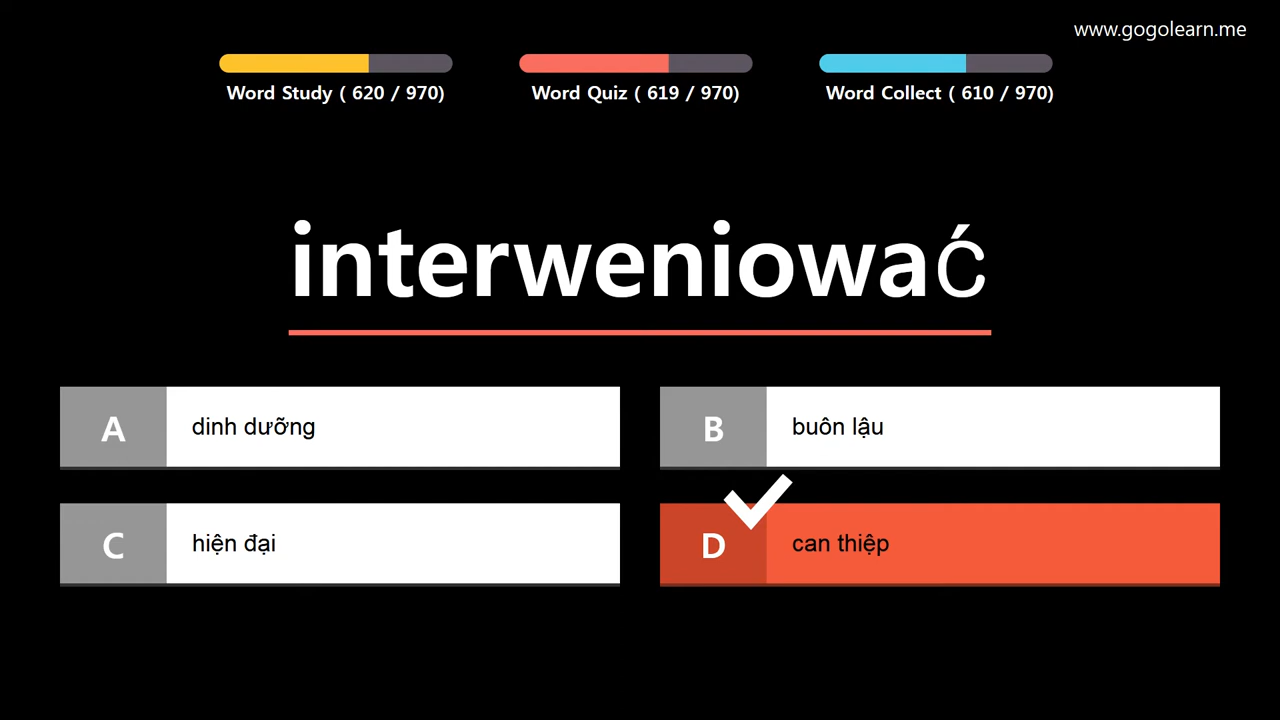 www.gogolearn.me
Word Study ( 620 / 970)
Word Quiz ( 619 / 970)
Word Collect ( 610 / 970)
interweniować
A dinh dưỡng
B buôn lậu
C hiện đại
D can thiệp